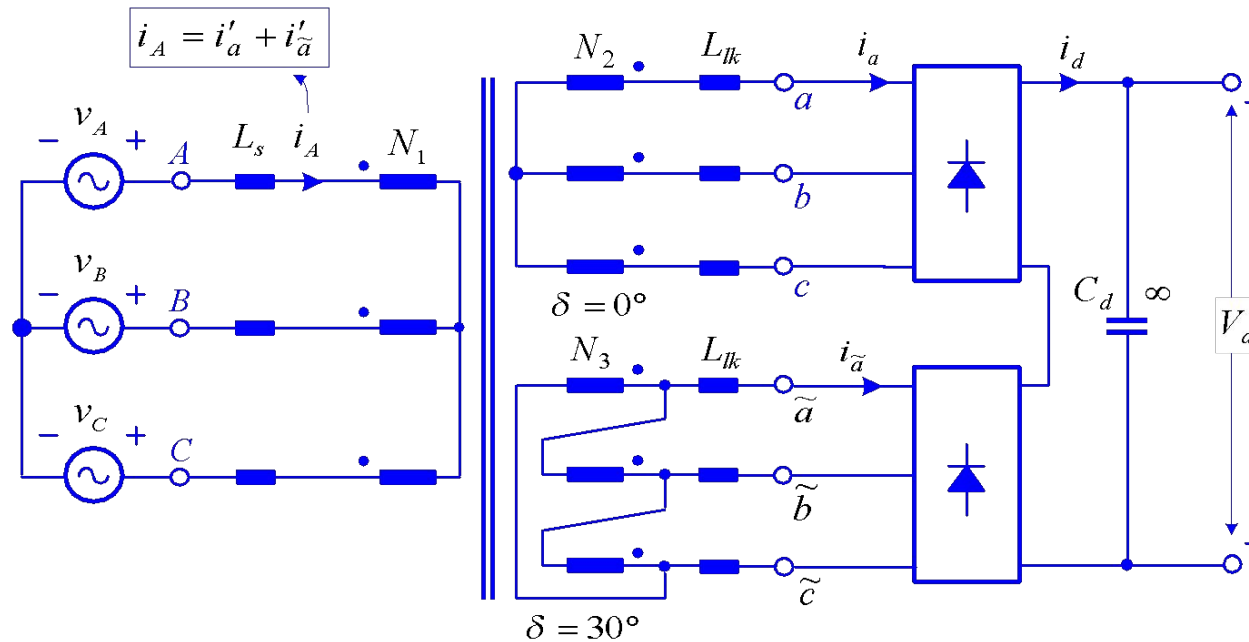 i_A = i'_a + i'_ã
v_A
− +
A
L_s
i_A
N_1
v_B
− +
B
v_C
− +
C
N_2
L_lk
a
i_a
i_d
b
c
δ = 0°
N_3
L_lk
ã
i_ã
b̃
c̃
δ = 30°
C_d
∞